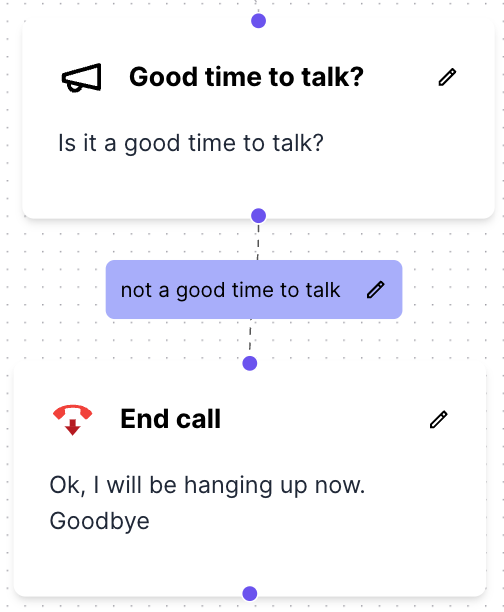 Good time to talk?
Is it a good time to talk?
not a good time to talk
End call
Ok, I will be hanging up now.
Goodbye